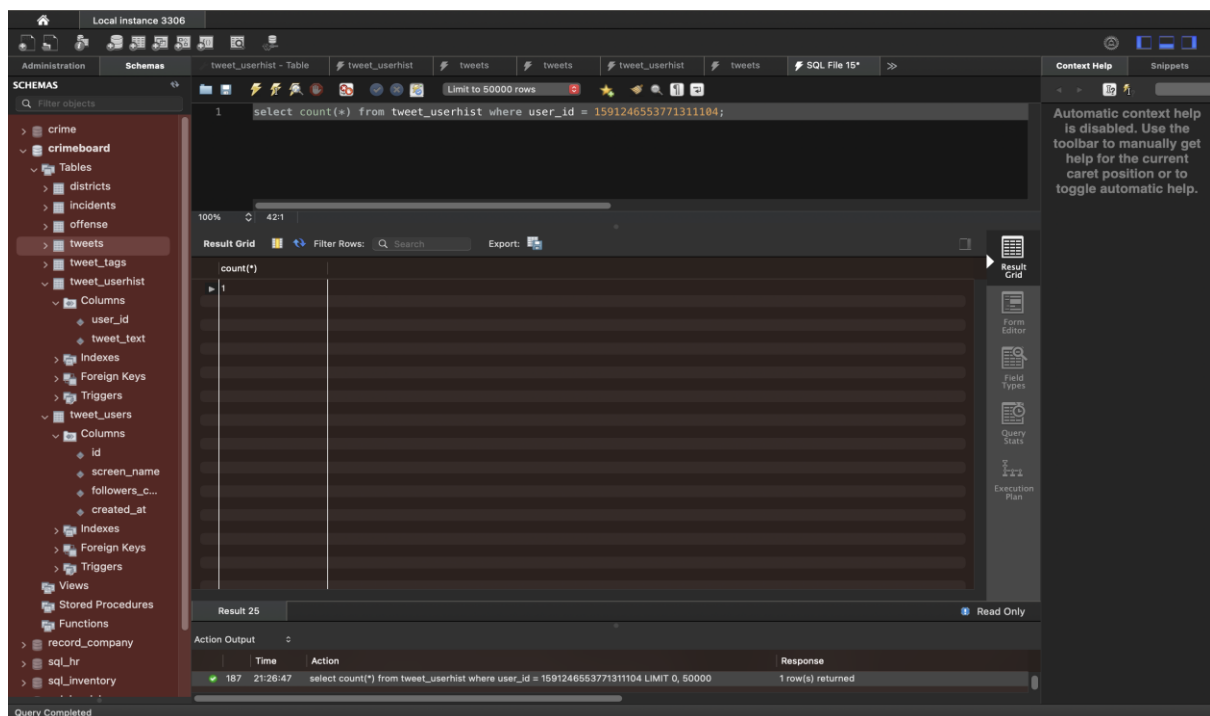 Local instance 3306
Administration
Schemas
tweet_userhist - Table
tweet_userhist
tweets
tweets
tweet_userhist
tweets
SQL File 15*
Context Help
Snippets
SCHEMAS
Filter objects
crime
crimeboard
Tables
districts
incidents
offense
tweets
tweet_tags
tweet_userhist
Columns
user_id
tweet_text
Indexes
Foreign Keys
Triggers
tweet_users
Columns
id
screen_name
followers_c...
created_at
Indexes
Foreign Keys
Triggers
Views
Stored Procedures
Functions
record_company
sql_hr
sql_inventory
Limit to 50000 rows
1 select count(*) from tweet_userhist where user_id = 1591246553771311104;
100% 42:1
Result Grid Filter Rows: Search Export:
count(*)
1
Result
Grid
Form
Editor
Field
Types
Query
Stats
Execution
Plan
Automatic context help
is disabled. Use the
toolbar to manually get
help for the current
caret position or to
toggle automatic help.
Result 25
Read Only
Action Output
Time Action Response
187 21:26:47 select count(*) from tweet_userhist where user_id = 1591246553771311104 LIMIT 0, 50000 1 row(s) returned
Query Completed